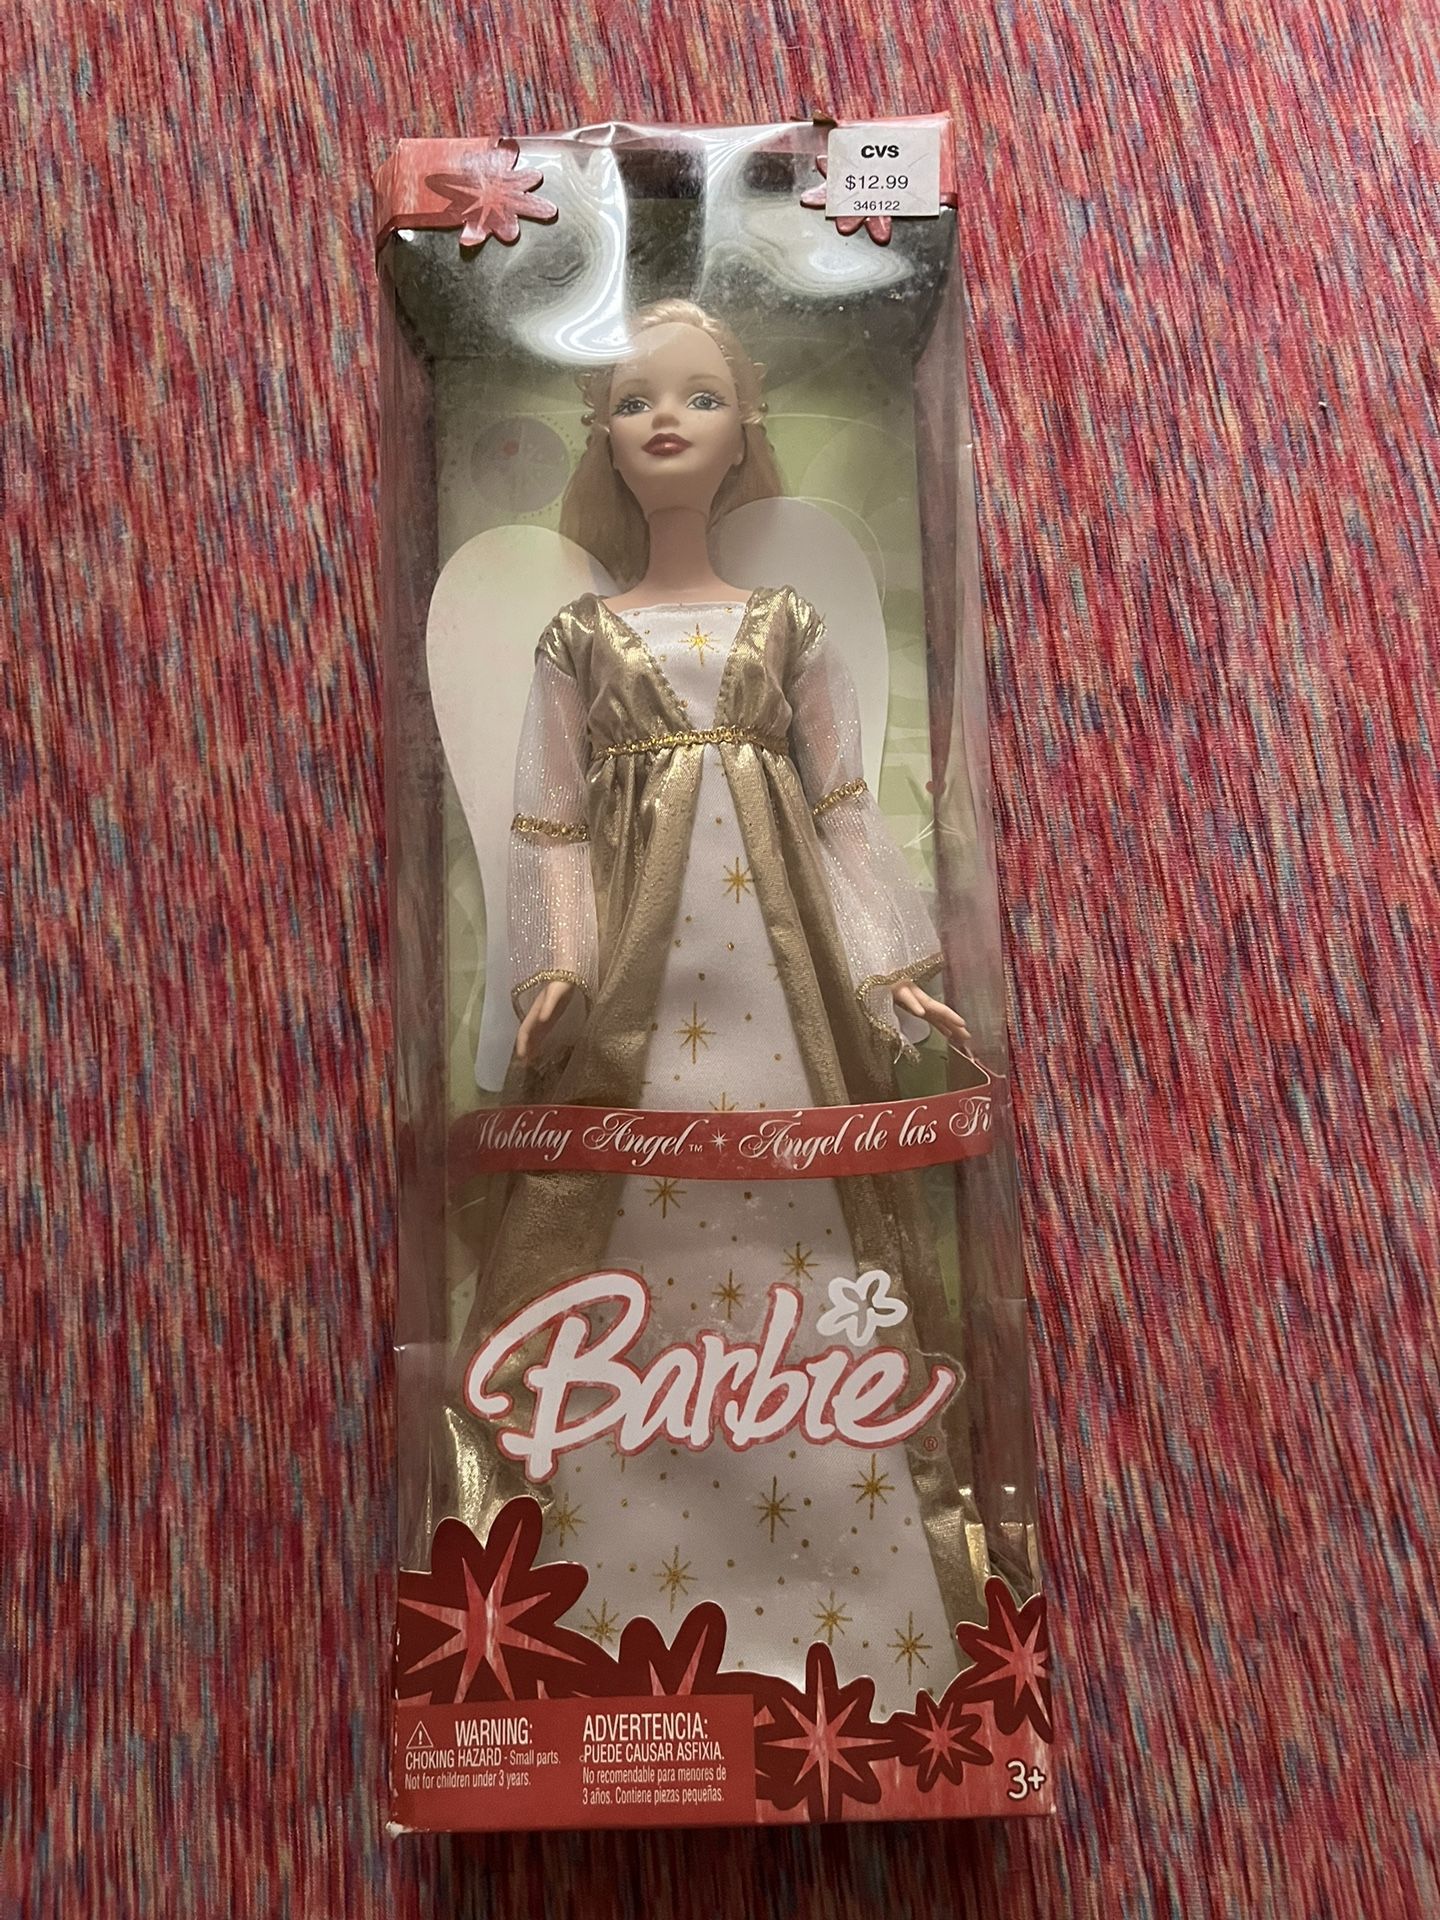 CVS
$12.99
346122
Holiday Angel™ * Ángel de las Fi
Barbie®
WARNING:
CHOKING HAZARD - Small parts.
Not for children under 3 years.
ADVERTENCIA:
PUEDE CAUSAR ASFIXIA.
No recomendable para menores de
3 años. Contiene piezas pequeñas.
3+